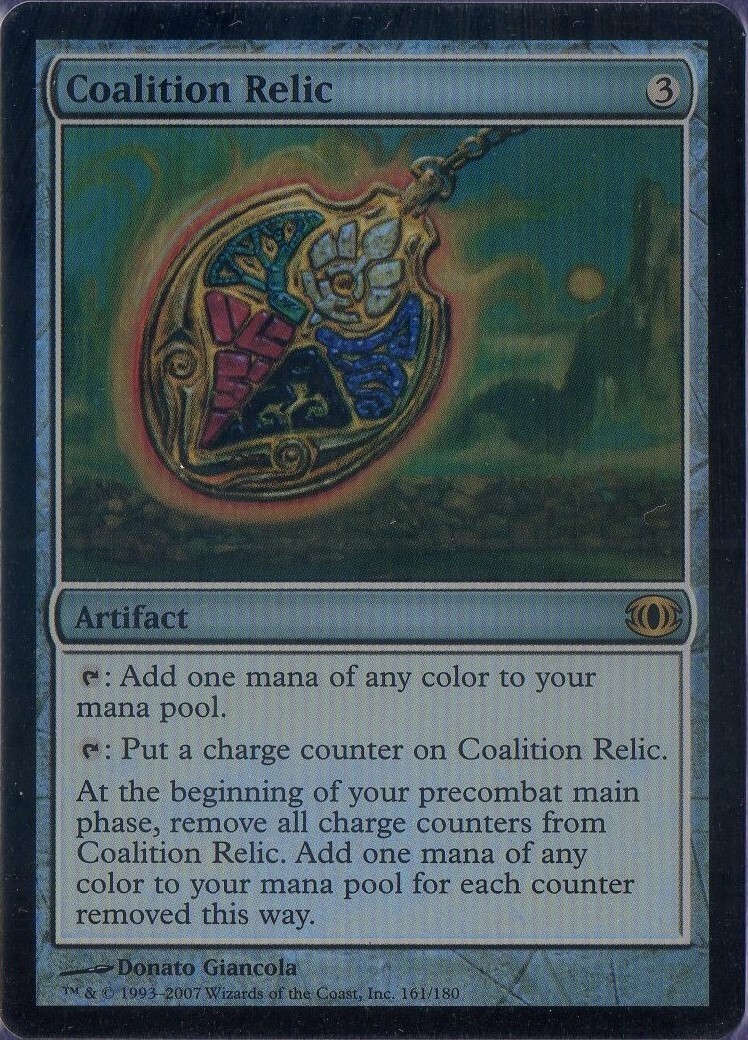 Coalition Relic 3
Artifact
: Add one mana of any color to your
mana pool.
: Put a charge counter on Coalition Relic.
At the beginning of your precombat main
phase, remove all charge counters from
Coalition Relic. Add one mana of any
color to your mana pool for each counter
removed this way.
Donato Giancola
™ & © 1993–2007 Wizards of the Coast, Inc. 161/180